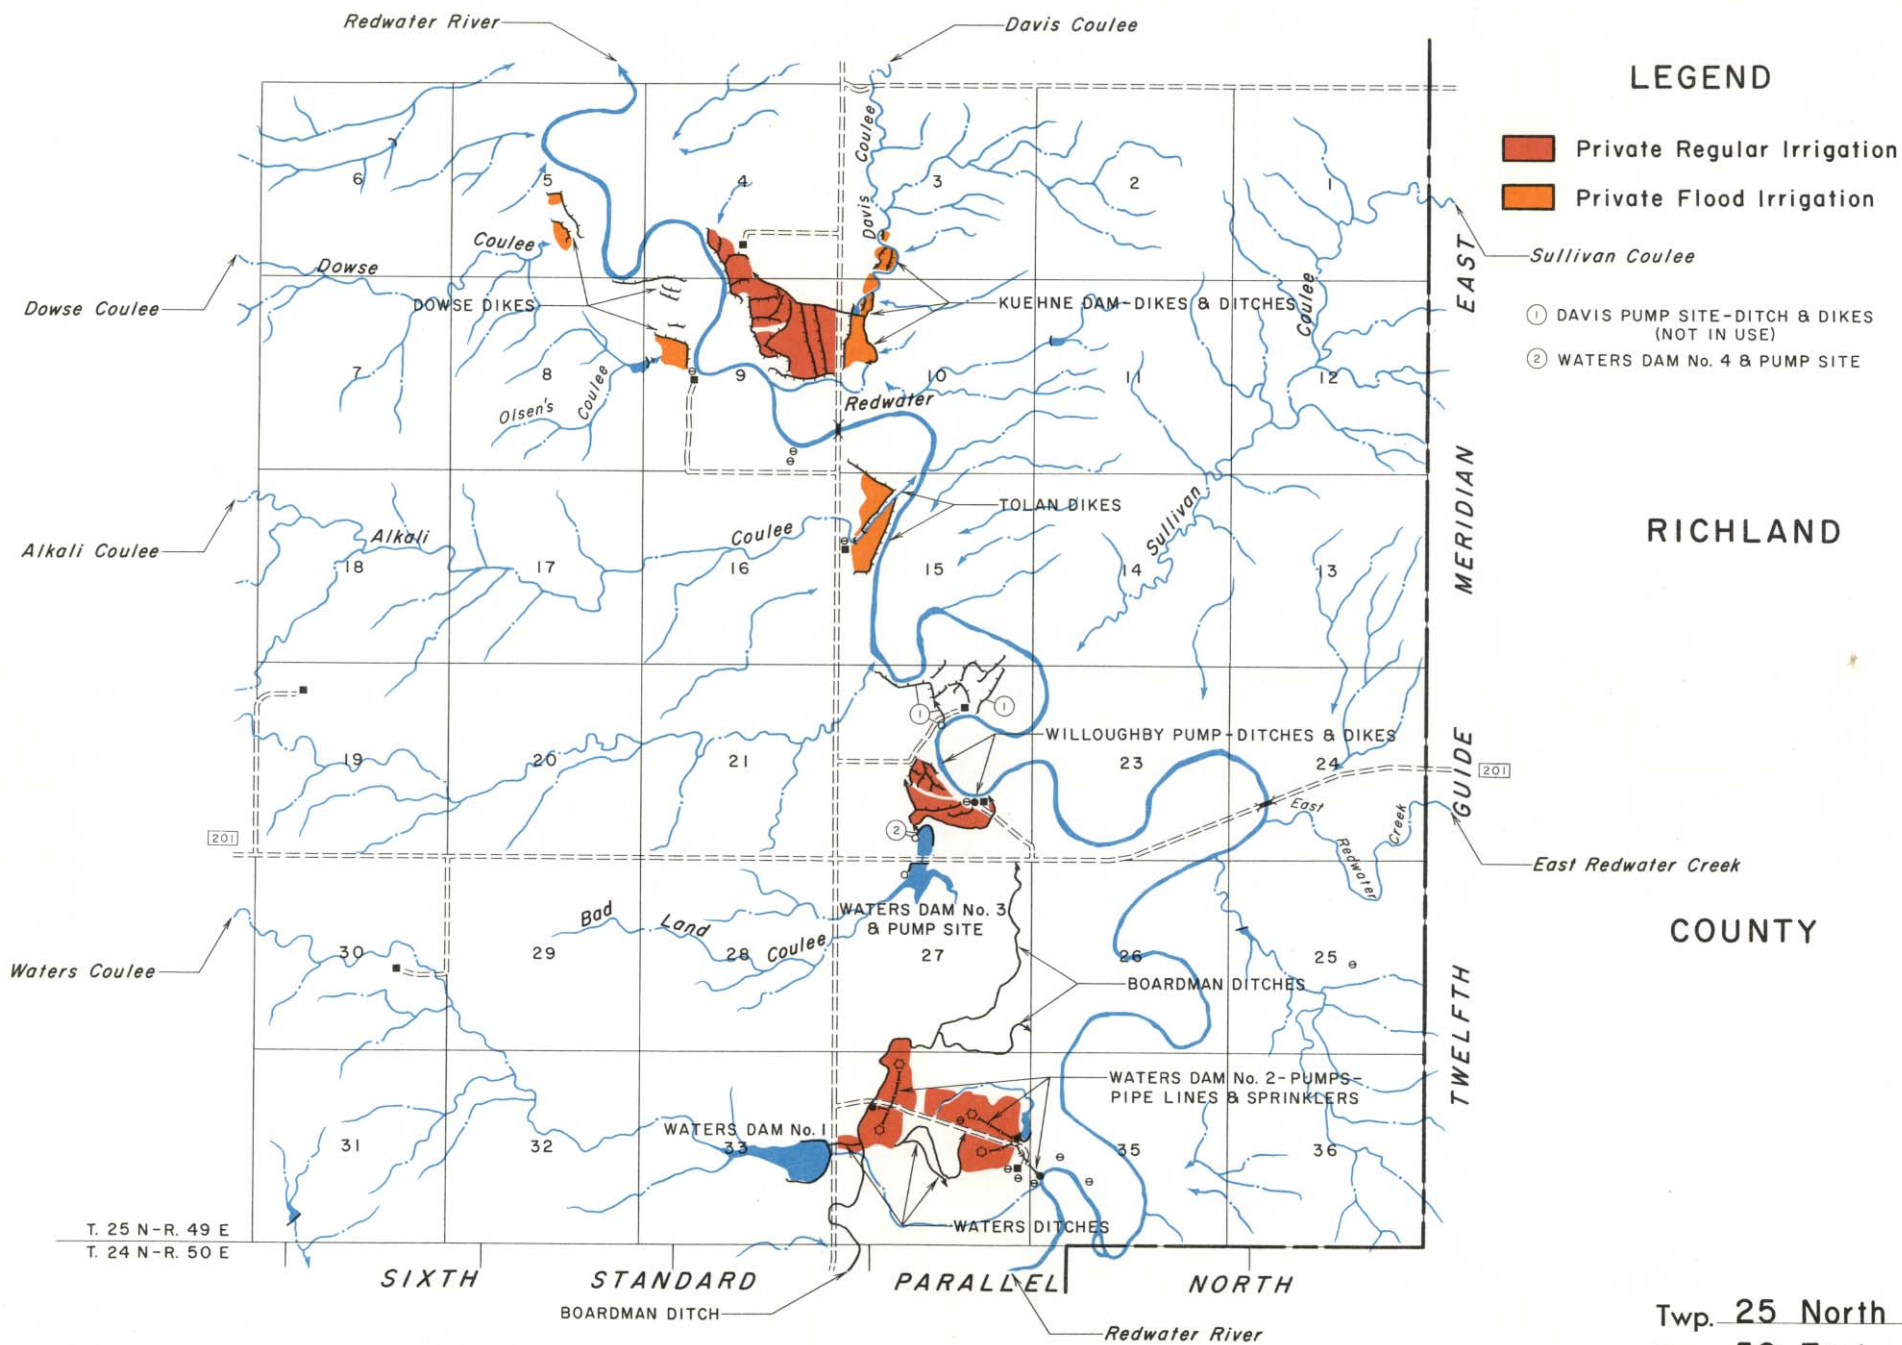 Redwater River
Davis Coulee
LEGEND
Private Regular Irrigation
Private Flood Irrigation
Sullivan Coulee
① DAVIS PUMP SITE-DITCH & DIKES
(NOT IN USE)
② WATERS DAM No. 4 & PUMP SITE
6
5
4
3
2
1
Davis Coulee
Coulee
Dowse
Dowse Coulee
DOWSE DIKES
KUEHNE DAM-DIKES & DITCHES
Coulee
EAST
7
8
9
10
11
12
Olsen's Coulee
Redwater
MERIDIAN
RICHLAND
Alkali Coulee
Alkali
Coulee
TOLAN DIKES
Sullivan
18
17
16
15
14
13
1
1
WILLOUGHBY PUMP-DITCHES & DIKES
19
20
21
23
24
201
201
East
Redwater
Creek
GUIDE
2
East Redwater Creek
COUNTY
Waters Coulee
Bad Land Coulee
WATERS DAM No. 3
& PUMP SITE
30
29
28
27
26
25
BOARDMAN DITCHES
TWELFTH
WATERS DAM No. 2-PUMPS-
PIPE LINES & SPRINKLERS
WATERS DAM No. 1
31
32
33
35
36
WATERS DITCHES
T. 25 N-R. 49 E
T. 24 N-R. 50 E
SIXTH STANDARD PARALLEL NORTH
BOARDMAN DITCH
Redwater River
Twp. 25 North